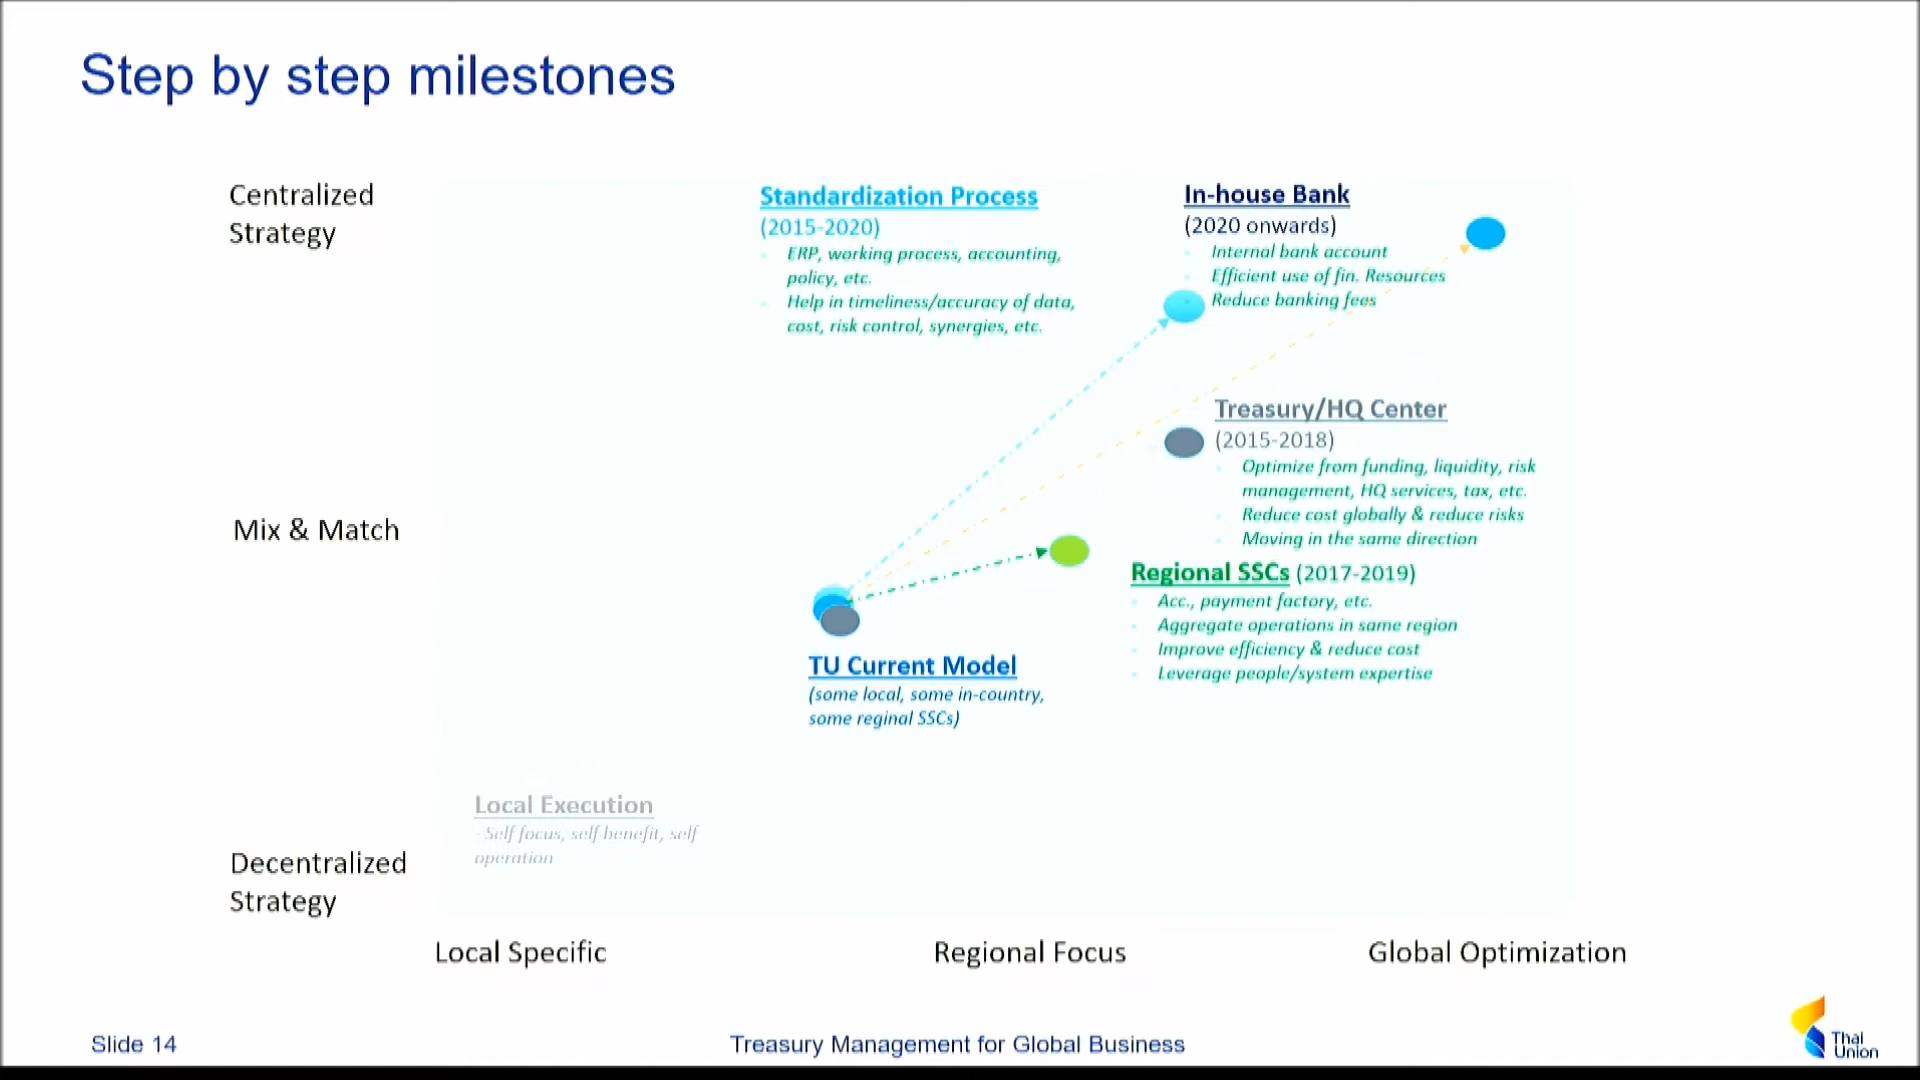 Step by step milestones
Centralized
Strategy
Standardization Process
(2015-2020)
ERP, working process, accounting,
policy, etc.
Help in timeliness/accuracy of data,
cost, risk control, synergies, etc.
In-house Bank
(2020 onwards)
Internal bank account
Efficient use of fin. Resources
Reduce banking fees
Treasury/HQ Center
(2015-2018)
Optimize from funding, liquidity, risk
management, HQ services, tax, etc.
Reduce cost globally & reduce risks
Moving in the same direction
Mix & Match
Regional SSCs (2017-2019)
Acc., payment factory, etc.
Aggregate operations in same region
Improve efficiency & reduce cost
Leverage people/system expertise
TU Current Model
(some local, some in-country,
some reginal SSCs)
Local Execution
- Self focus, self benefit, self
operation
Decentralized
Strategy
Local Specific
Regional Focus
Global Optimization
Slide 14
Treasury Management for Global Business
Thai
Union